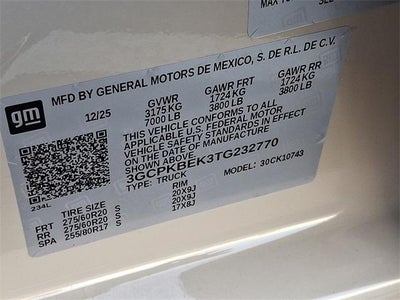 MFD BY GENERAL MOTORS DE MEXICO, S. DE R.L. DE C.V.
gm
12/25 GVWR GAWR FRT GAWR RR
3175 KG 1724 KG 1724 KG
7000 LB 3800 LB 3800 LB
THIS VEHICLE CONFORMS TO ALL
APPLICABLE U.S. FEDERAL MOTOR
VEHICLE SAFETY STANDARDS IN
EFFECT ON THE DATE OF
MANUFACTURE SHOWN ABOVE.
3GCPKBEK3TG232770
TYPE: TRUCK MODEL: 30CK10743
234L
TIRE SIZE RIM
FRT 275/60R20 S 20X9J
RR 275/60R20 S 20X9J
SPA 255/80R17 S 17X8J